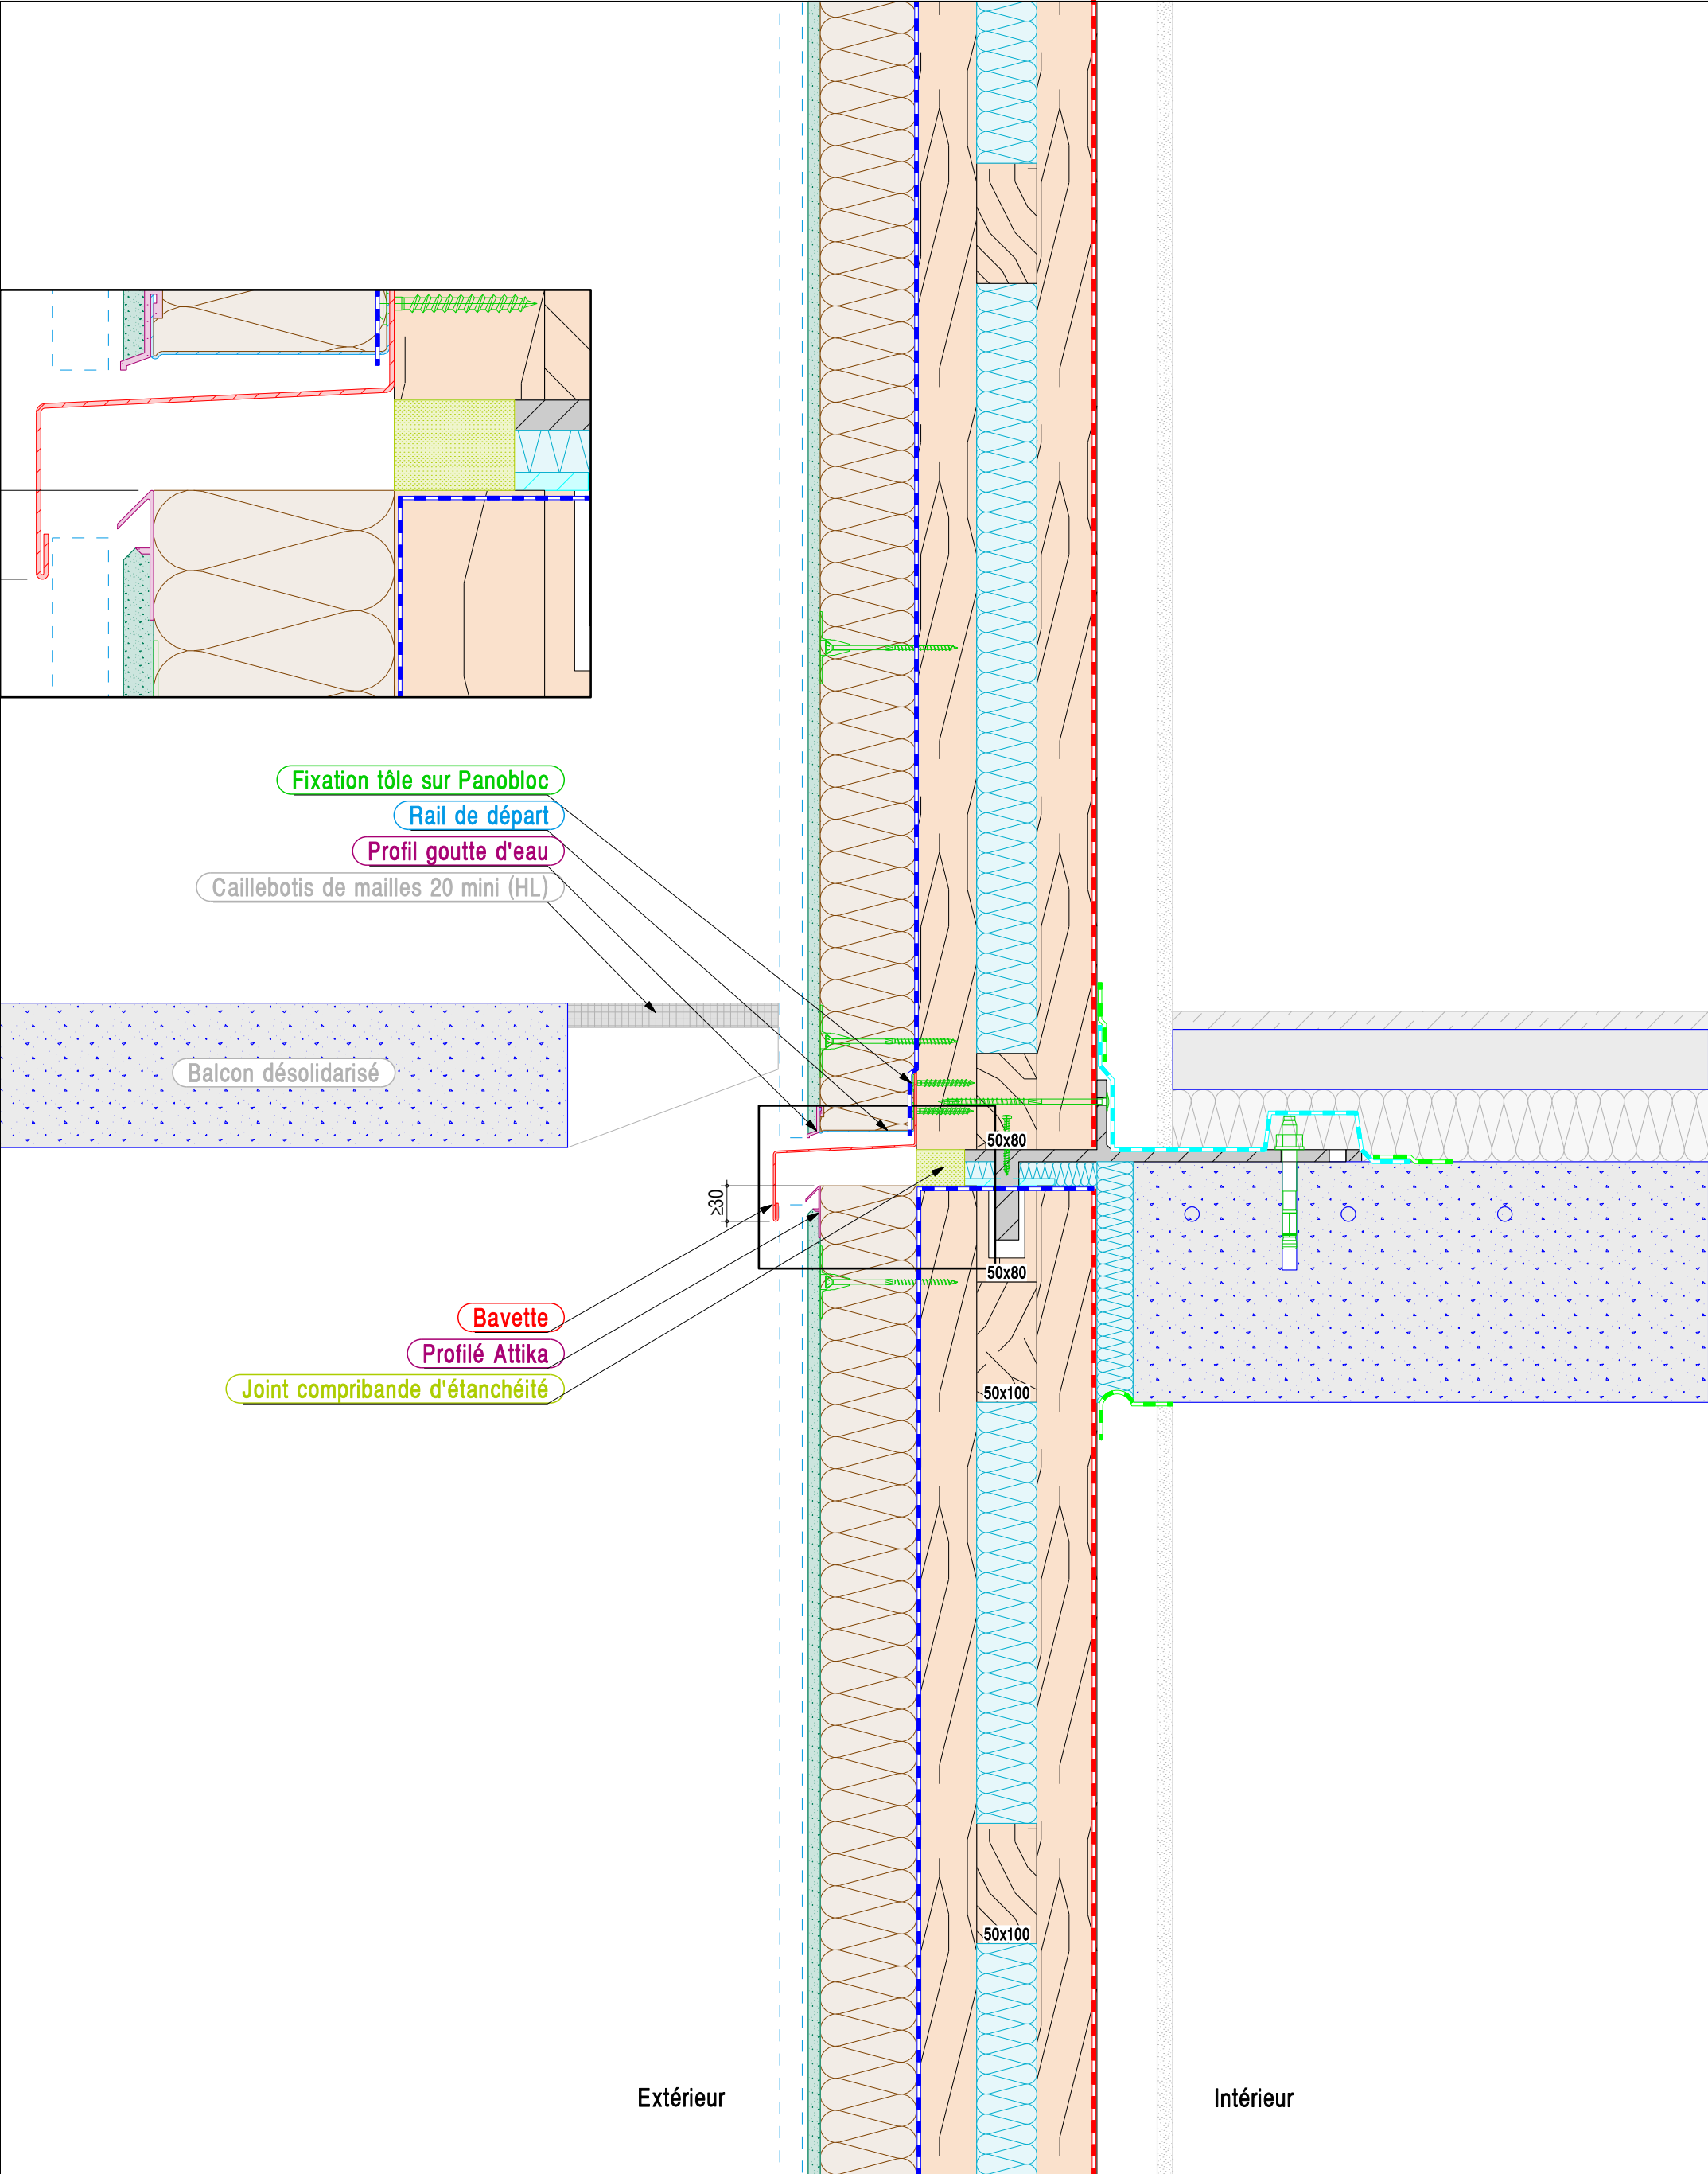 Fixation tôle sur Panobloc
Rail de départ
Profil goutte d'eau
Caillebotis de mailles 20 mini (HL)
Balcon désolidarisé
50x80
≥30
50x80
Bavette
Profilé Attika
Joint compribande d'étanchéité
50x100
50x100
Extérieur
Intérieur